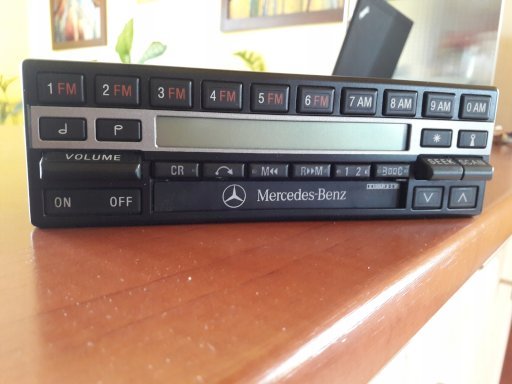 1 FM 2 FM 3 FM 4 FM 5 FM 6 FM 7 AM 8 AM 9 AM 0 AM
VOLUME CR M R M 1 2 SEEK SCAN
ON OFF Mercedes-Benz